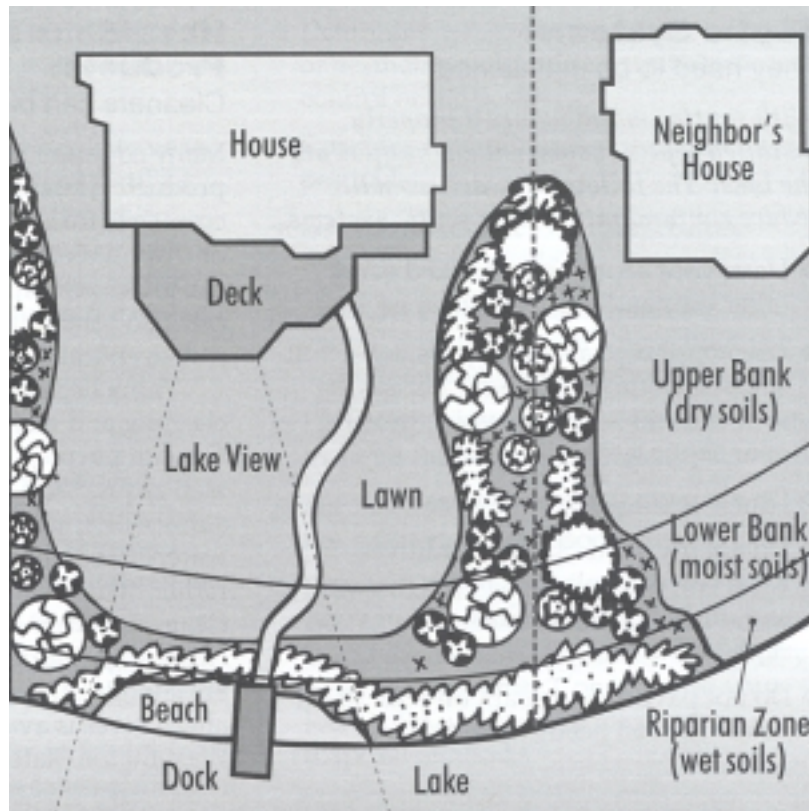 House
Neighbor's
House
Deck
Upper Bank
(dry soils)
Lake View
Lawn
Lower Bank
(moist soils)
Beach
Riparian Zone
(wet soils)
Dock
Lake